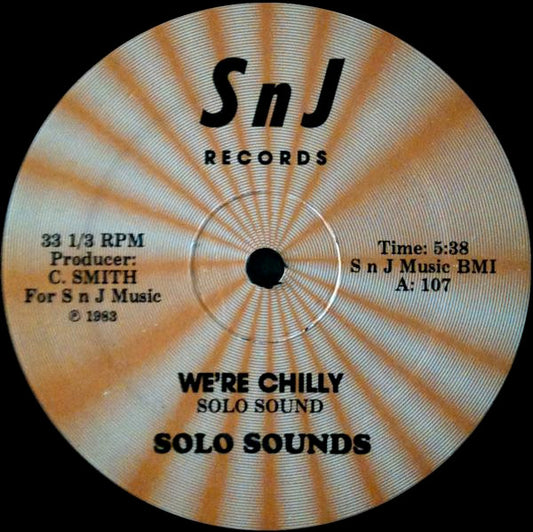 S n J
RECORDS
33 1/3 RPM
Producer:
C. SMITH
For S n J Music
℗ 1983
Time: 5:38
S n J Music BMI
A: 107
WE'RE CHILLY
SOLO SOUND
SOLO SOUNDS